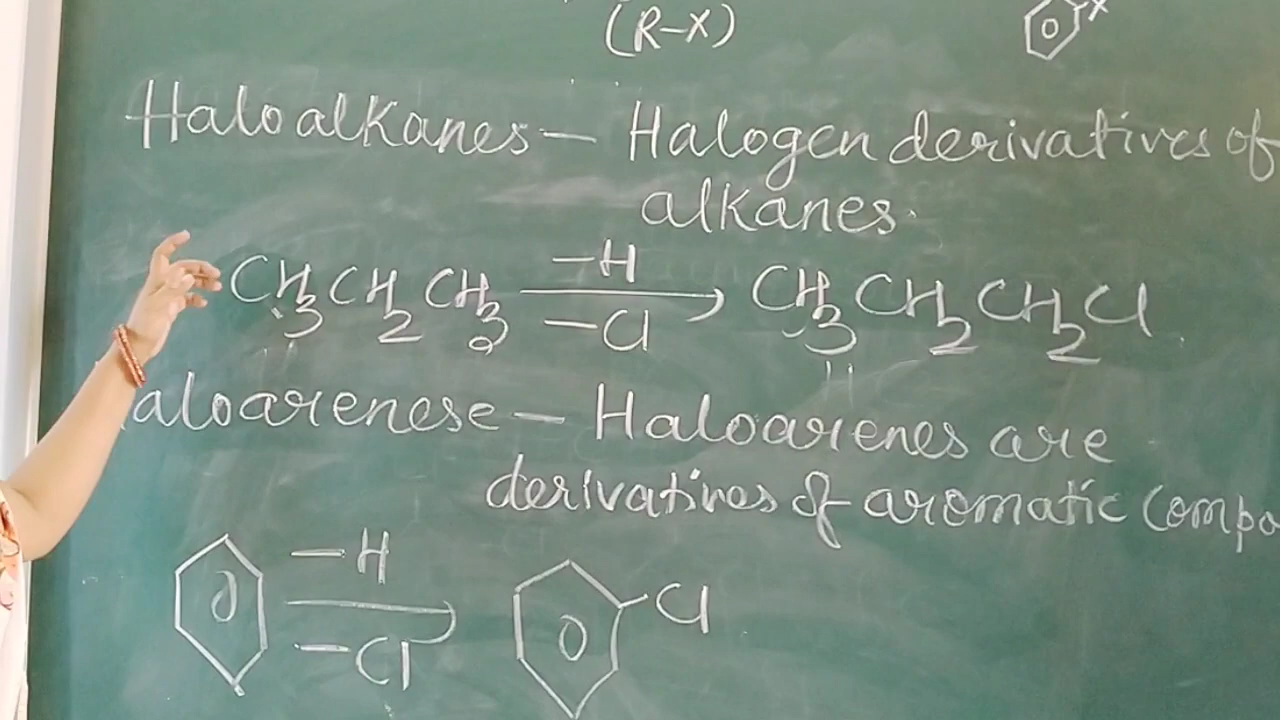 (R-X) X
Haloalkanes — Halogen derivatives of
alkanes.
CH3CH2CH3 —H —Cl → CH3CH2CH2Cl
aloarenese — Haloarenes are
derivatives of aromatic Compo
—H
—Cl Cl